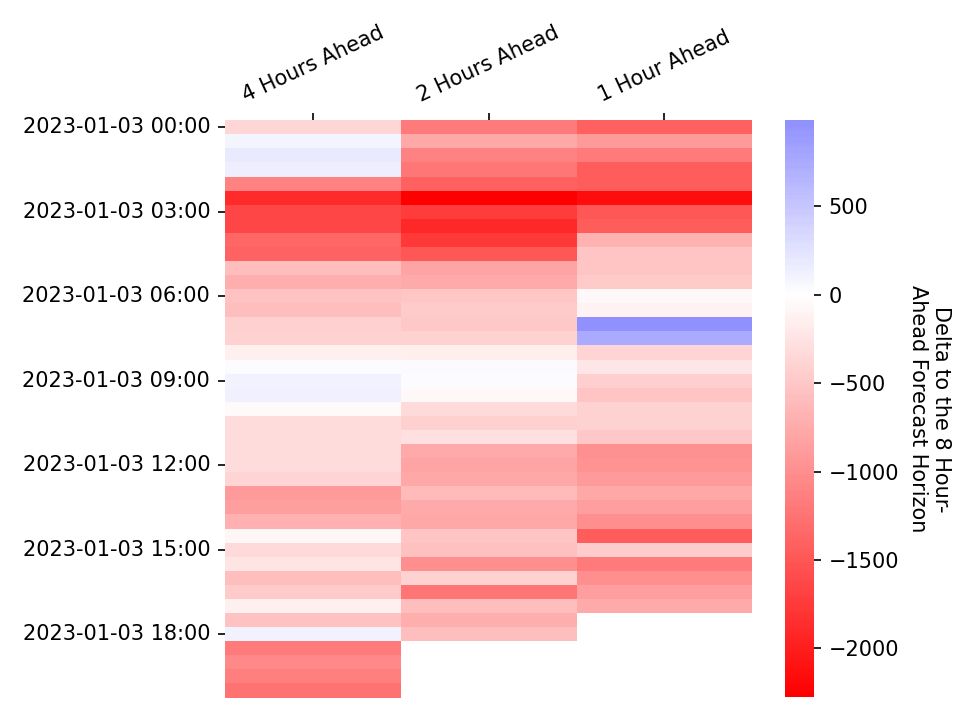 4 Hours Ahead
2 Hours Ahead
1 Hour Ahead
2023-01-03 00:00
2023-01-03 03:00
2023-01-03 06:00
2023-01-03 09:00
2023-01-03 12:00
2023-01-03 15:00
2023-01-03 18:00
500
0
−500
−1000
−1500
−2000
Delta to the 8 Hour-
Ahead Forecast Horizon